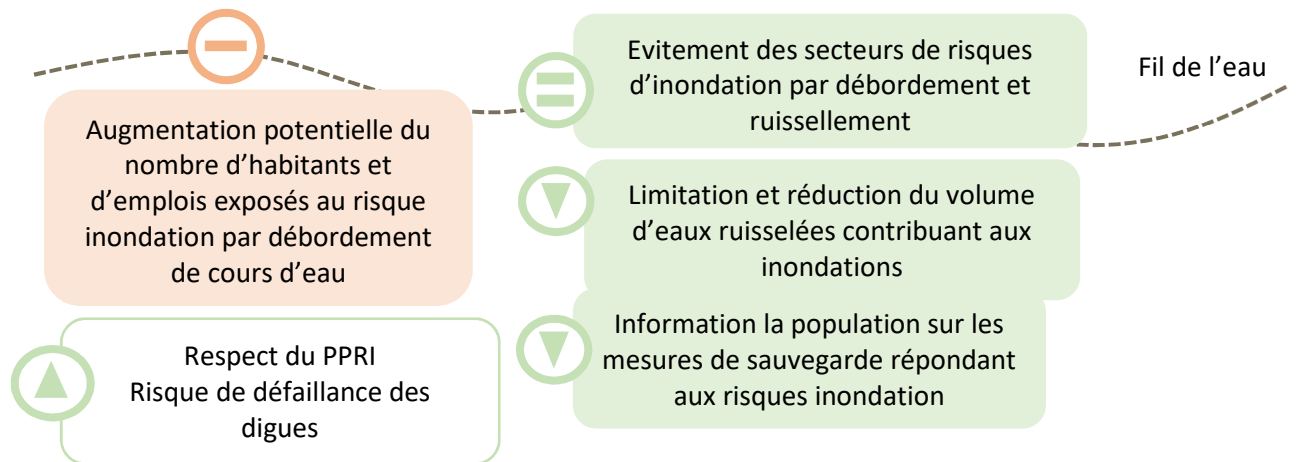 Augmentation potentielle du
nombre d’habitants et
d’emplois exposés au risque
inondation par débordement
de cours d’eau
Respect du PPRI
Risque de défaillance des
digues
Evitement des secteurs de risques
d’inondation par débordement et
ruissellement
Limitation et réduction du volume
d’eaux ruisselées contribuant aux
inondations
Information la population sur les
mesures de sauvegarde répondant
aux risques inondation
Fil de l’eau